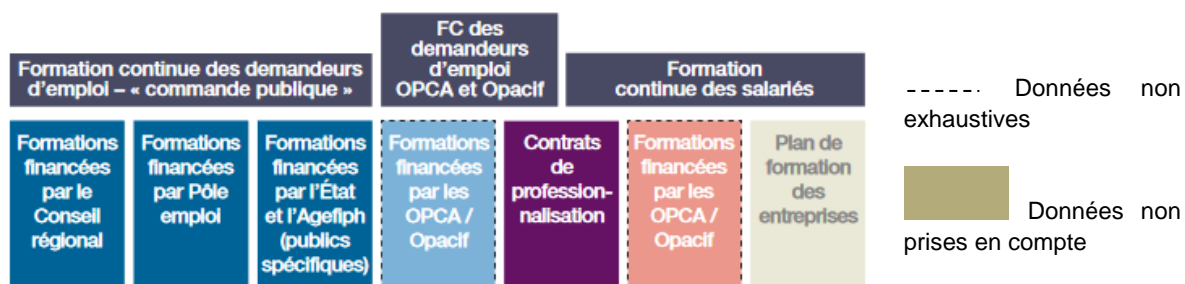 Formation continue des demandeurs
d'emploi – « commande publique »
FC des
demandeurs
d'emploi
OPCA et Opacif
Formation
continue des salariés
Formations
financées
par le
Conseil
régional
Formations
financées
par Pôle
emploi
Formations
financées
par l'État
et l'Agefiph
(publics
spécifiques)
Formations
financées
par les
OPCA /
Opacif
Contrats
de
profession-
nalisation
Formations
financées
par les
OPCA /
Opacif
Plan de
formation
des
entreprises
Données non
exhaustives
Données non
prises en compte